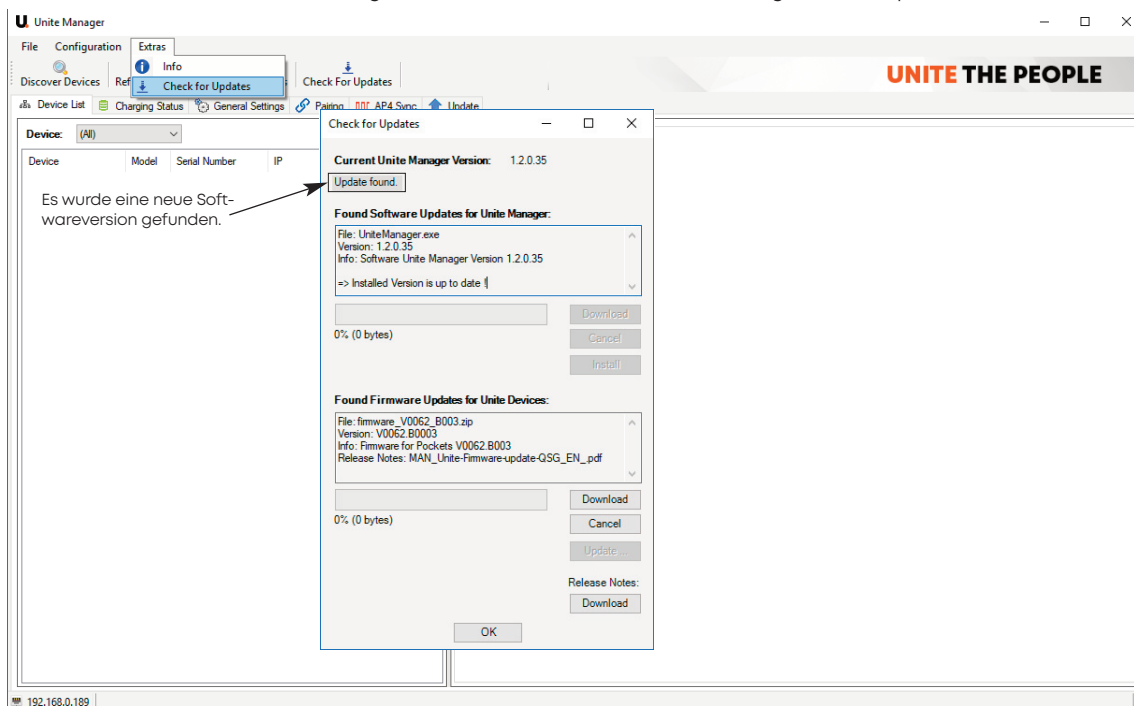 Unite Manager
File Configuration Extras
Info
Check for Updates
Discover Devices Ref Check For Updates
UNITE THE PEOPLE
Device List Charging Status General Settings Pairing AP4 Sync Update
Device: (All)
Device Model Serial Number IP
Es wurde eine neue Soft-
wareversion gefunden.
Check for Updates
Current Unite Manager Version: 1.2.0.35
Update found.
Found Software Updates for Unite Manager:
File: UniteManager.exe
Version: 1.2.0.35
Info: Software Unite Manager Version 1.2.0.35
=> Installed Version is up to date !
Download
0% (0 bytes)
Cancel
Install
Found Firmware Updates for Unite Devices:
File: firmware_V0062_B003.zip
Version: V0062.B0003
Info: Firmware for Pockets V0062.B003
Release Notes: MAN_Unite-Firmware-update-QSG_EN_.pdf
Download
0% (0 bytes)
Cancel
Update ...
Release Notes:
Download
OK
192.168.0.189